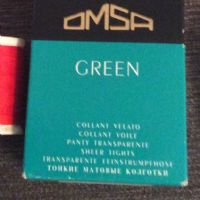 OMSA
GREEN
COLLANT VELATO
COLLANT VOILE
PANTY TRANSPARENTE
SHEER TIGHTS
TRANSPARENTE FEINSTRUMPFHOSE
ТОНКИЕ МАТОВЫЕ КОЛГОТКИ